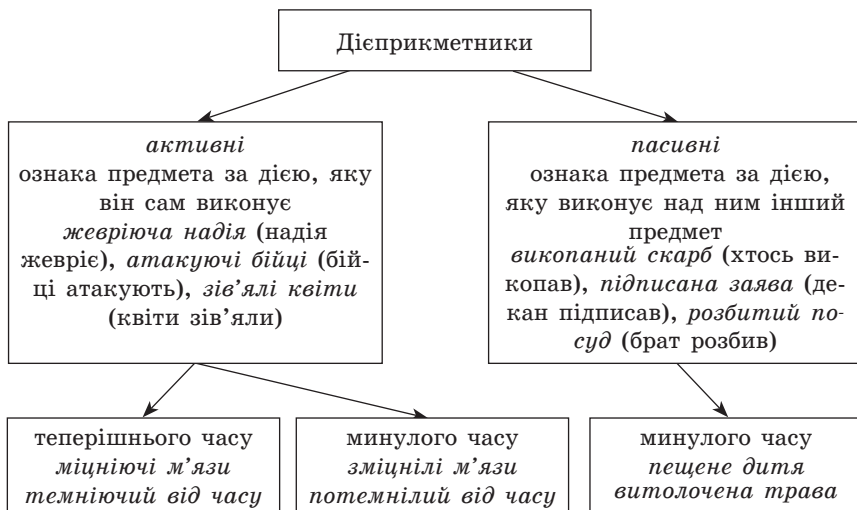 Дієприкметники
активні
ознака предмета за дією, яку
він сам виконує
жевріюча надія (надія
жевріє), атакуючі бійці (бій-
ці атакують), зів'ялі квіти
(квіти зів’яли)
пасивні
ознака предмета за дією,
яку виконує над ним інший
предмет
викопаний скарб (хтось ви-
копав), підписана заява (де-
кан підписав), розбитий по-
суд (брат розбив)
теперішнього часу
міцніючі м’язи
темніючий від часу
минулого часу
зміцнілі м’язи
потемнілий від часу
минулого часу
пещене дитя
витолочена трава